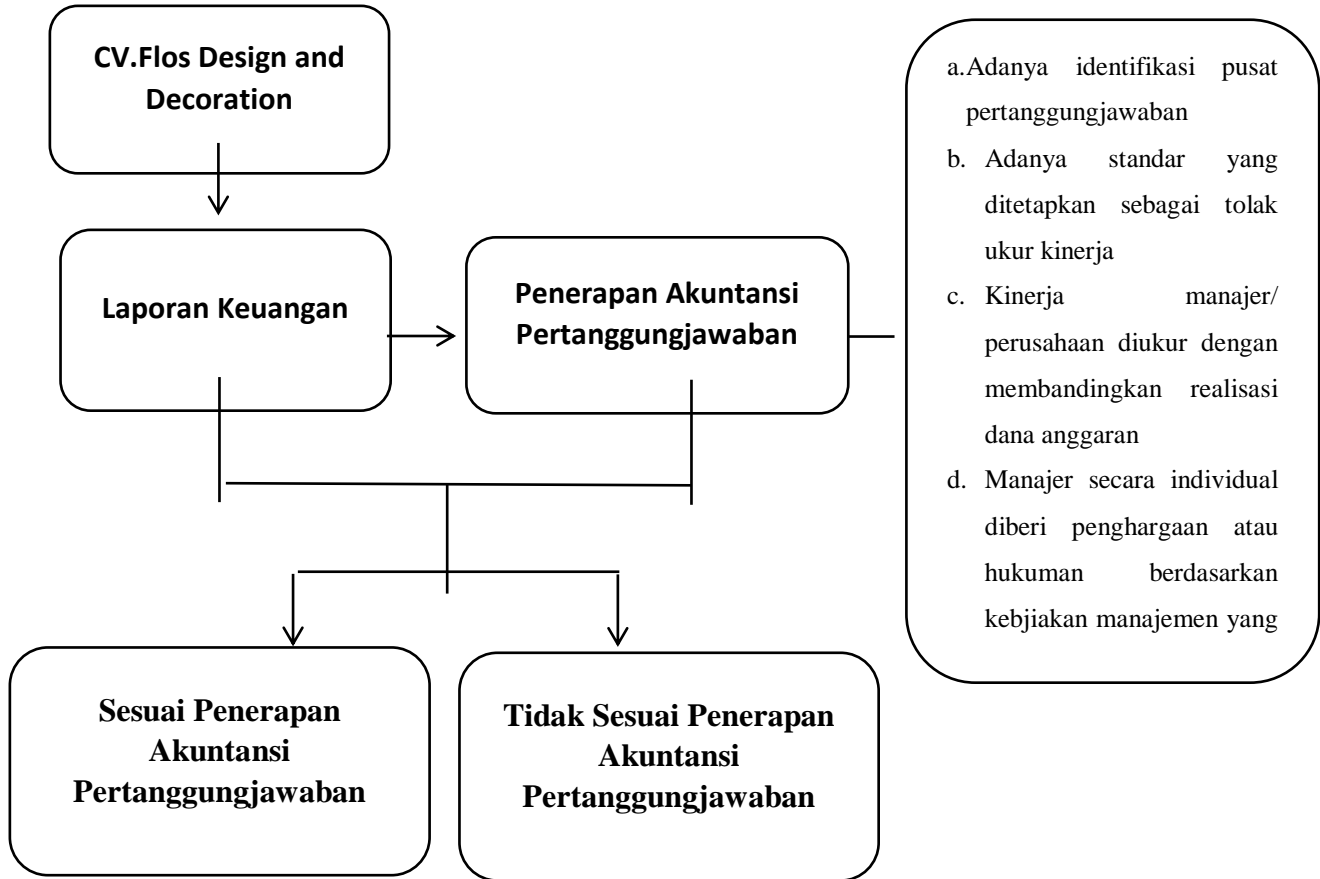 CV.Flos Design and
Decoration
Laporan Keuangan
Penerapan Akuntansi
Pertanggungjawaban
a.Adanya identifikasi pusat
pertanggungjawaban
b. Adanya standar yang
ditetapkan sebagai tolak
ukur kinerja
c. Kinerja manajer/
perusahaan diukur dengan
membandingkan realisasi
dana anggaran
d. Manajer secara individual
diberi penghargaan atau
hukuman berdasarkan
kebjiakan manajemen yang
Sesuai Penerapan
Akuntansi
Pertanggungjawaban
Tidak Sesuai Penerapan
Akuntansi
Pertanggungjawaban